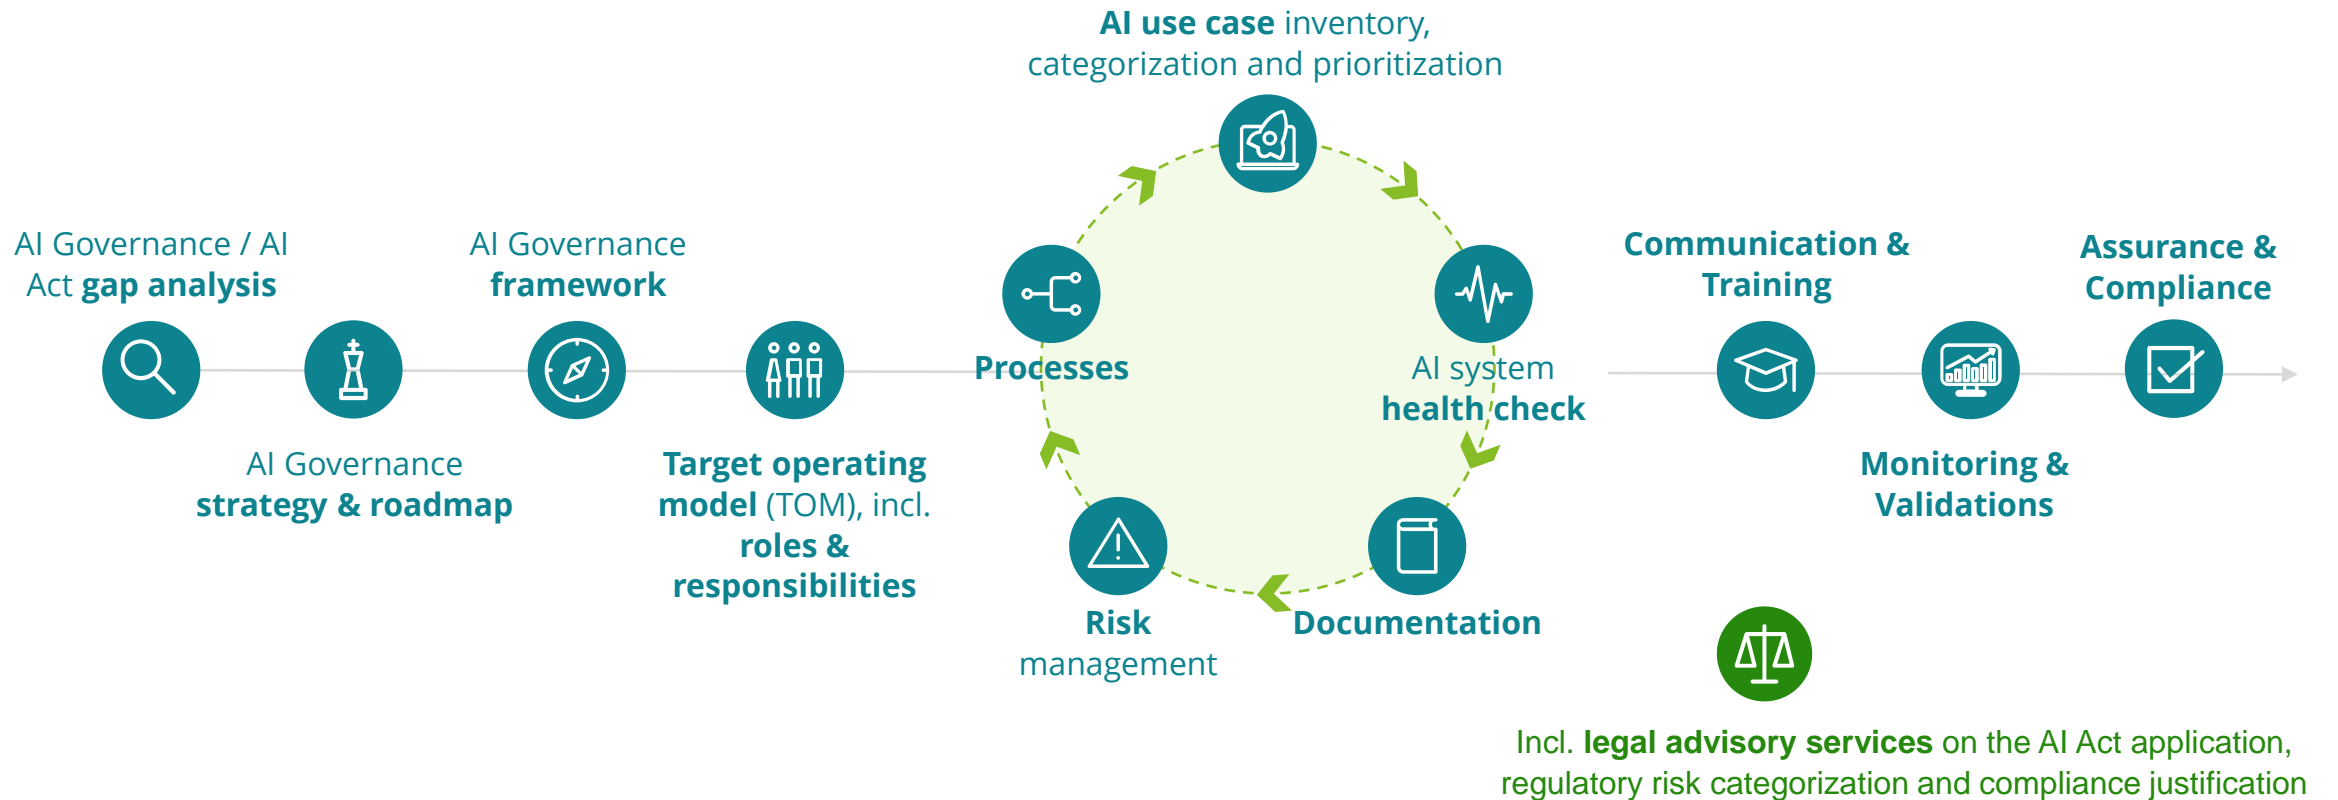 AI use case inventory,
categorization and prioritization
AI Governance / AI
Act gap analysis
AI Governance
strategy & roadmap
AI Governance
framework
Target operating
model (TOM), incl.
roles &
responsibilities
Processes
AI system
health check
Documentation
Risk
management
Communication &
Training
Monitoring &
Validations
Assurance &
Compliance
Incl. legal advisory services on the AI Act application,
regulatory risk categorization and compliance justification